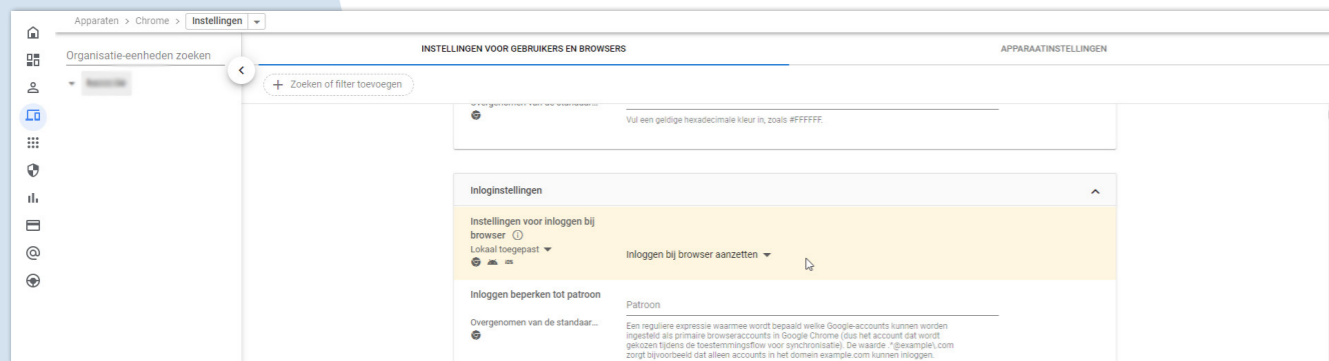 Apparaten > Chrome > Instellingen
Organisatie-eenheden zoeken
INSTELLINGEN VOOR GEBRUIKERS EN BROWSERS
APPARAATINSTELLINGEN
+ Zoeken of filter toevoegen
Overgenomen van de standaar...
Vul een geldige hexadecimale kleur in, zoals #FFFFFF.
Inloginstellingen
Instellingen voor inloggen bij
browser
Lokaal toegepast
iOS
Inloggen bij browser aanzetten
Inloggen beperken tot patroon
Overgenomen van de standaar...
Patroon
Een reguliere expressie waarmee wordt bepaald welke Google-accounts kunnen worden
ingesteld als primaire browseraccounts in Google Chrome (dus het account dat wordt
gekozen tijdens de toestemmingsflow voor synchronisatie). De waarde .*@example\.com
zorgt bijvoorbeeld dat alleen accounts in het domein example.com kunnen inloggen.